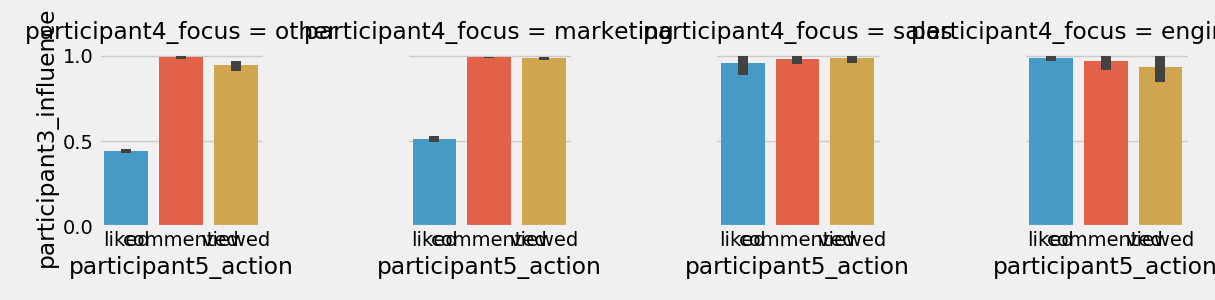 participant4_focus = other
participant4_focus = marketing
participant4_focus = sales
participant4_focus = engin
participant3_influence
1.0
0.5
0.0
liked commented viewed
liked commented viewed
liked commented viewed
liked commented viewed
participant5_action
participant5_action
participant5_action
participant5_action